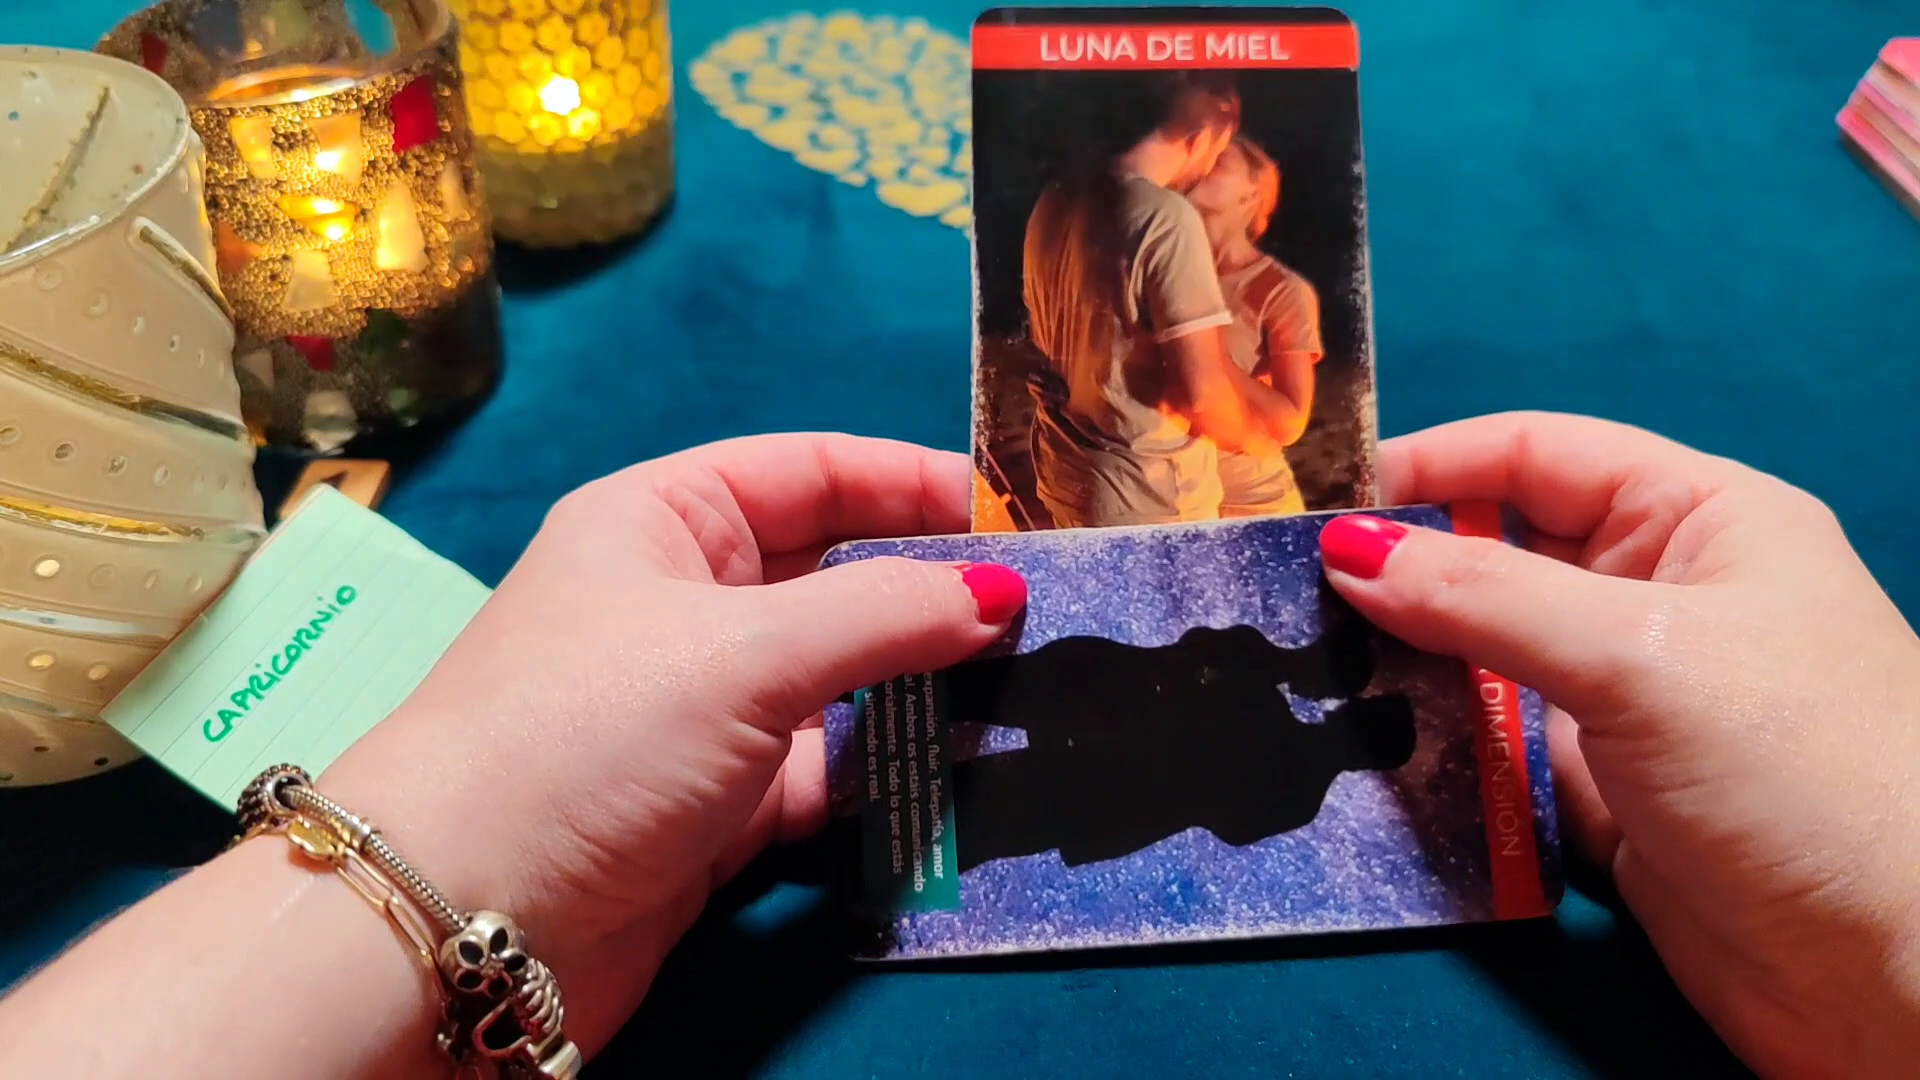 LUNA DE MIEL
CAPRICORNIO
DIMENSIÓN
expansión, fluir. Telepatía, amor
al. Ambos os estáis comunicando
orialmente. Todo lo que estás
sintiendo es real.